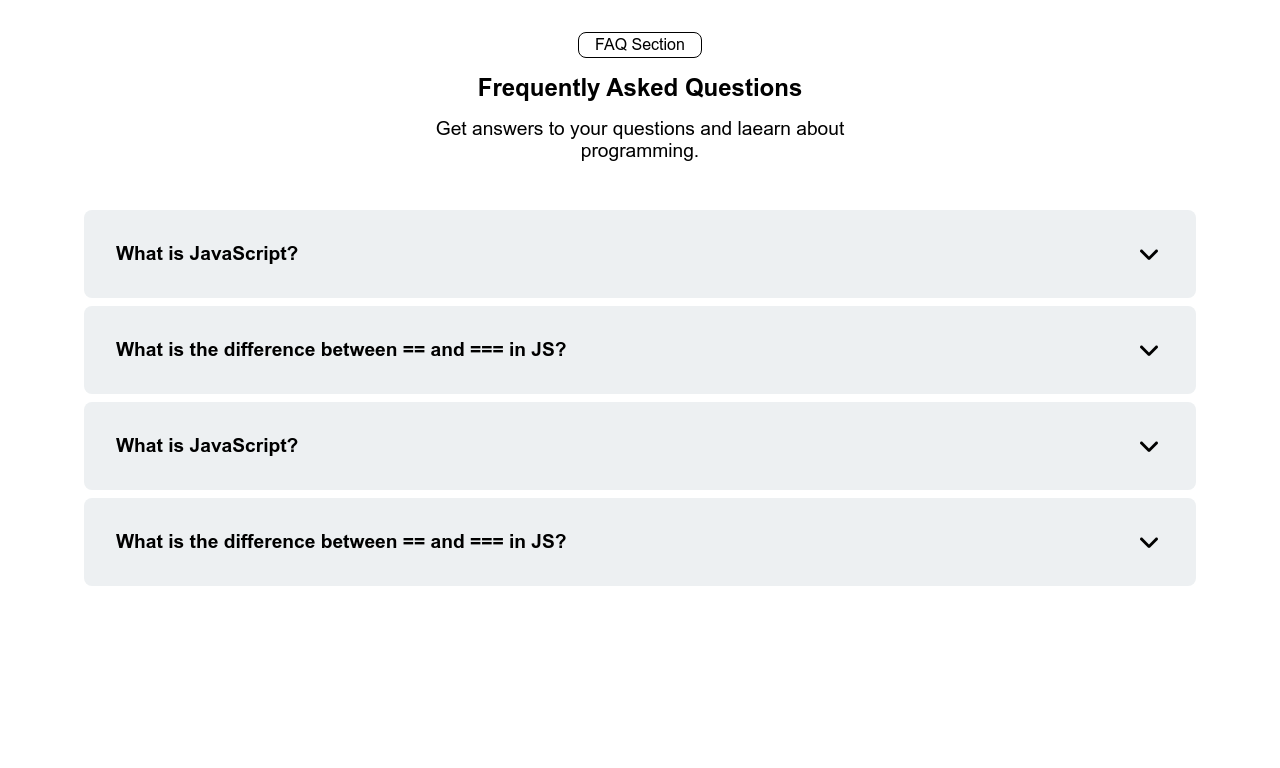 FAQ Section
Frequently Asked Questions
Get answers to your questions and laearn about
programming.
What is JavaScript?
What is the difference between == and === in JS?
What is JavaScript?
What is the difference between == and === in JS?